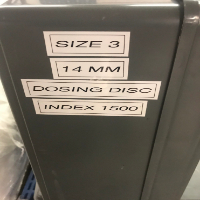 SIZE 3
14 MM
DOSING DISC
INDEX 1500